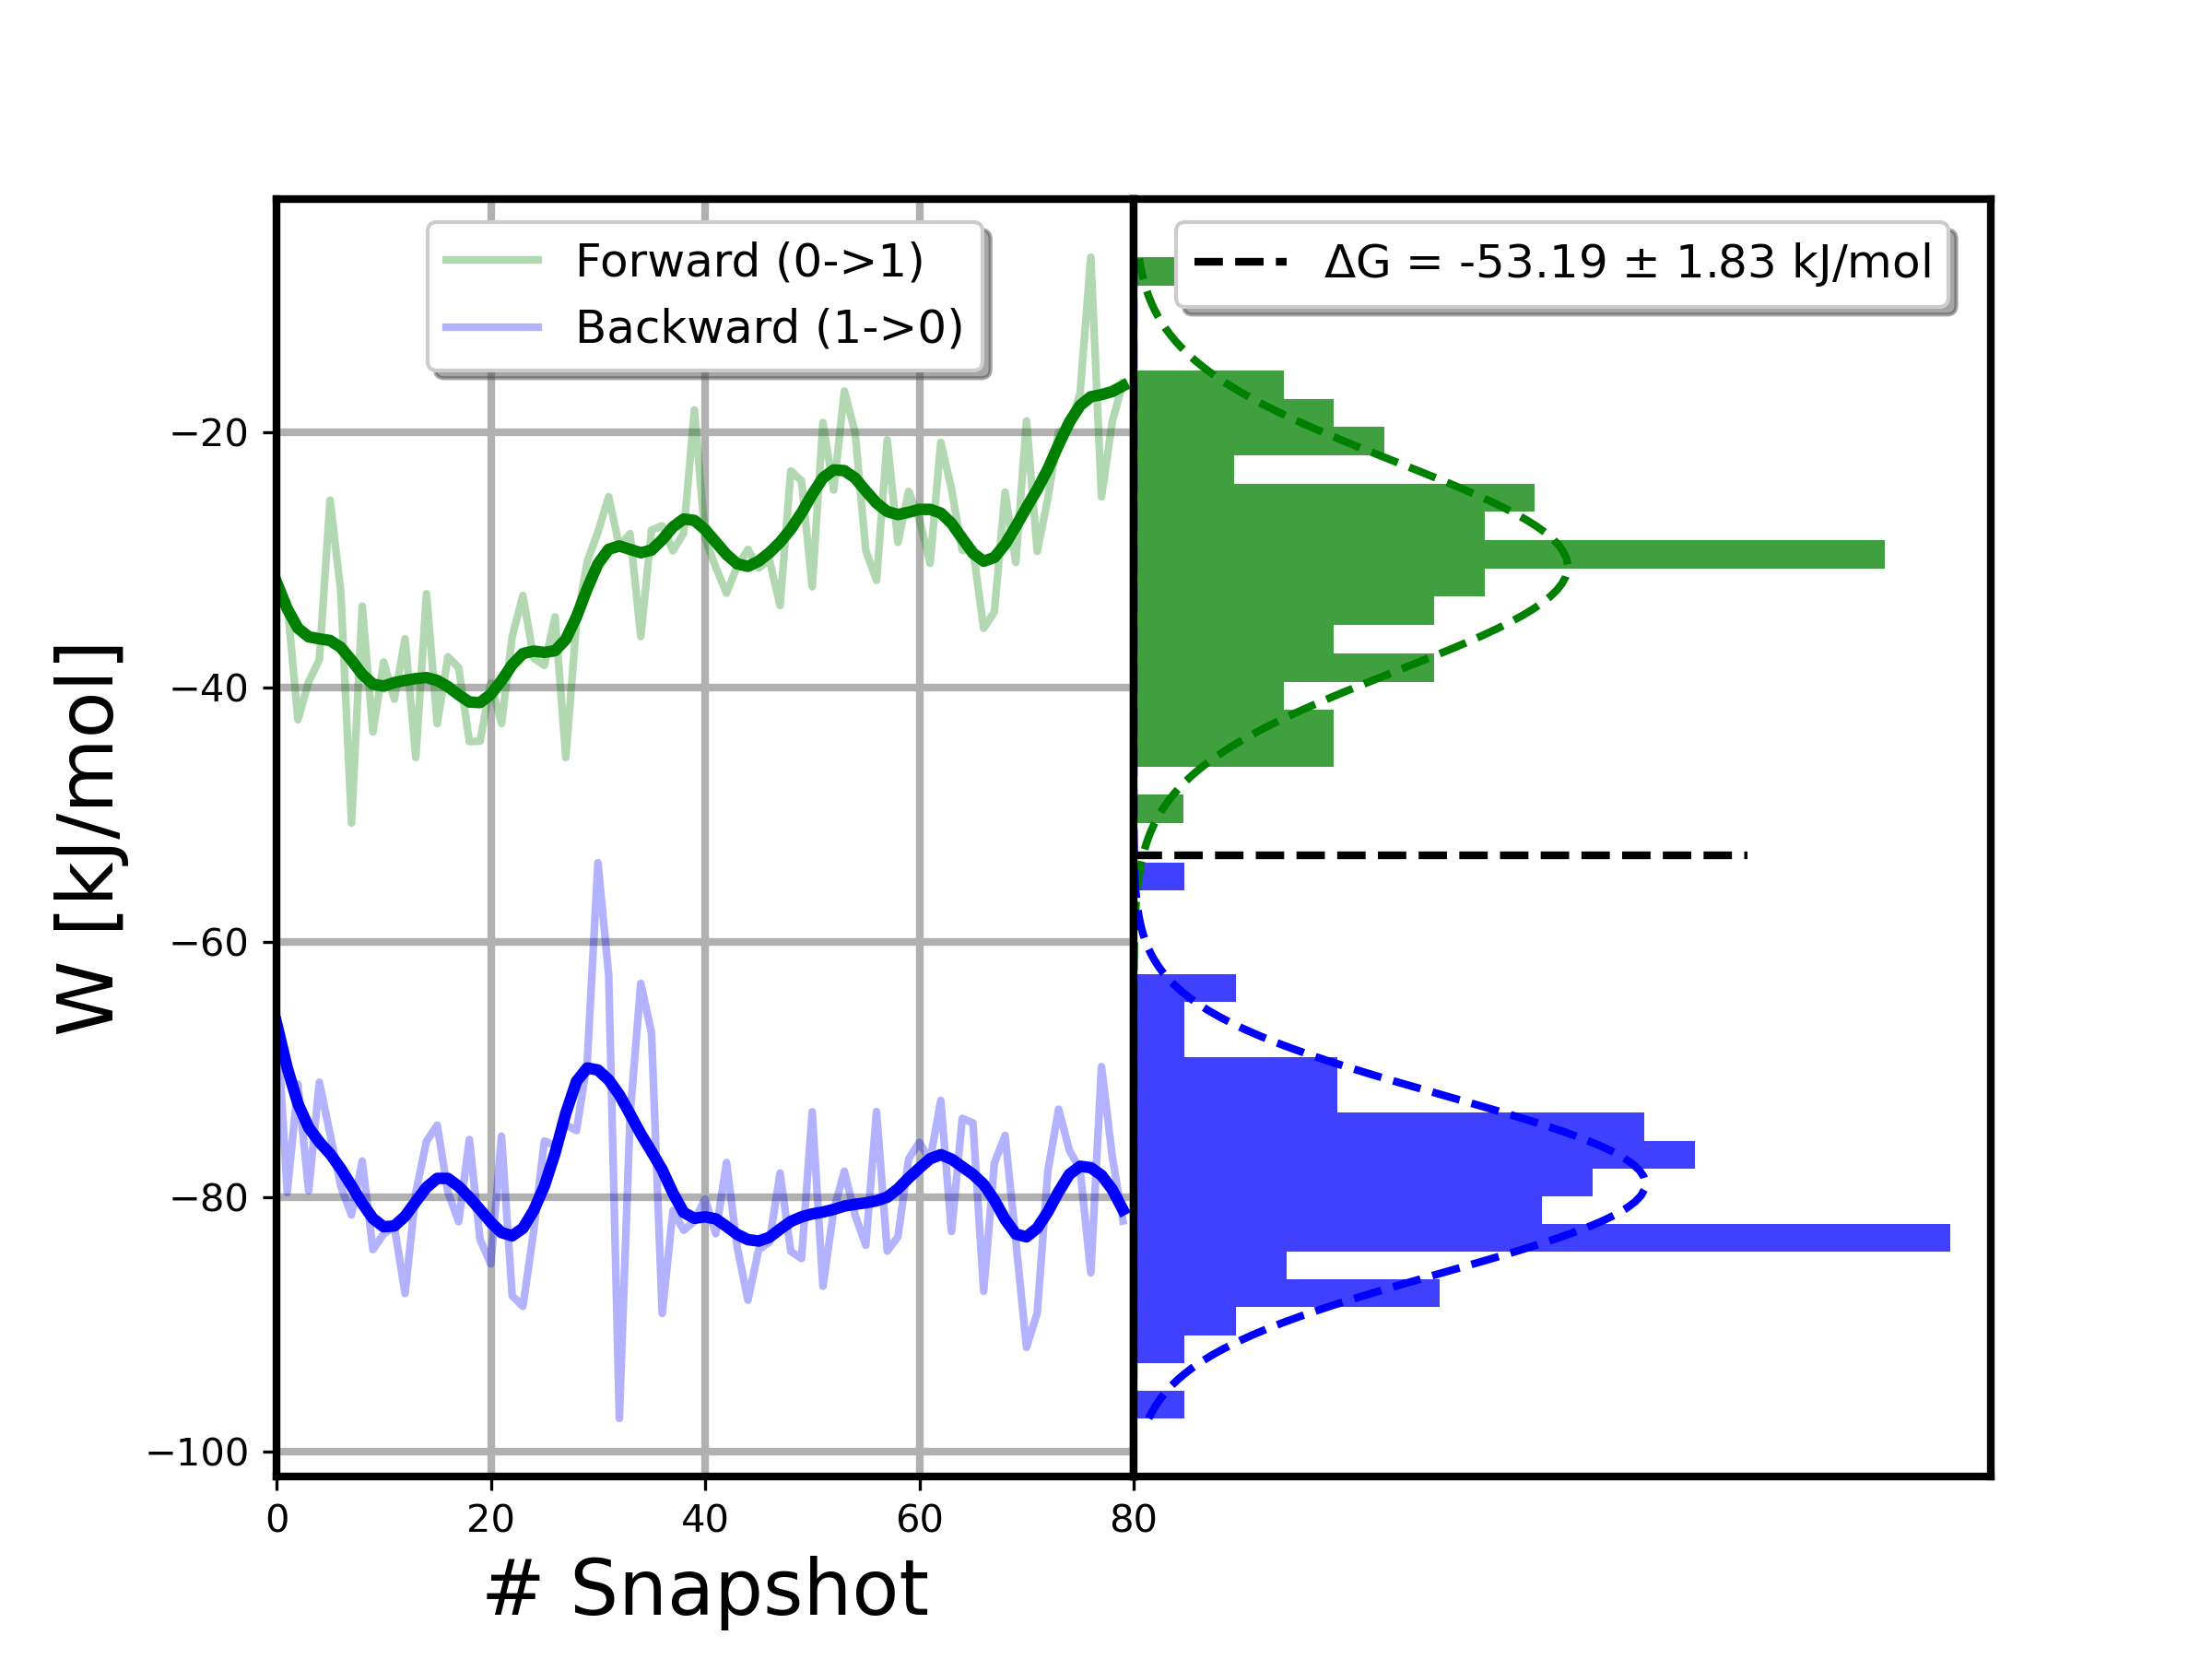 Forward (0->1)
Backward (1->0)
ΔG = -53.19 ± 1.83 kJ/mol
W [kJ/mol]
−20
−40
−60
−80
−100
0 20 40 60 80
# Snapshot